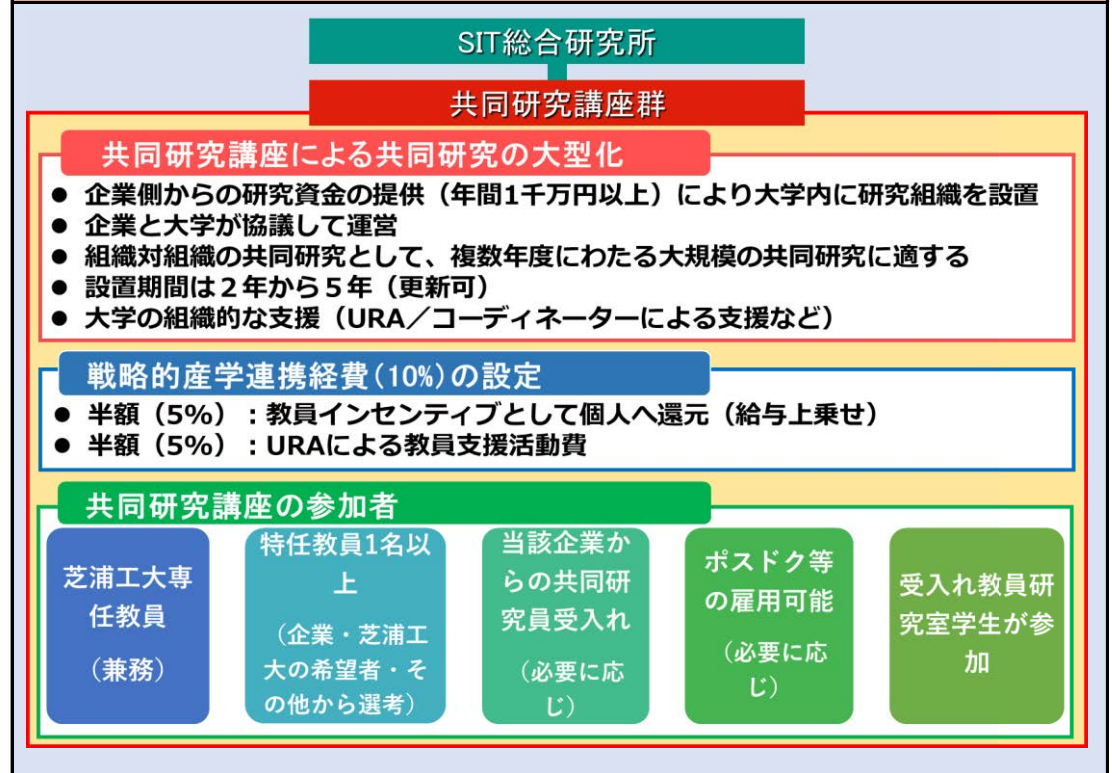 SIT総合研究所
共同研究講座群
共同研究講座による共同研究の大型化
● 企業側からの研究資金の提供（年間1千万円以上）により大学内に研究組織を設置
● 企業と大学が協議して運営
● 組織対組織の共同研究として、複数年度にわたる大規模の共同研究に適する
● 設置期間は２年から５年（更新可）
● 大学の組織的な支援（URA／コーディネーターによる支援など）
戦略的産学連携経費(10%)の設定
● 半額（5%）：教員インセンティブとして個人へ還元（給与上乗せ）
● 半額（5%）：URAによる教員支援活動費
共同研究講座の参加者
芝浦工大専
任教員
（兼務）
特任教員1名以
上
（企業・芝浦工
大の希望者・そ
の他から選考）
当該企業か
らの共同研
究員受入れ
（必要に応
じ）
ポスドク等
の雇用可能
（必要に応
じ）
受入れ教員研
究室学生が参
加